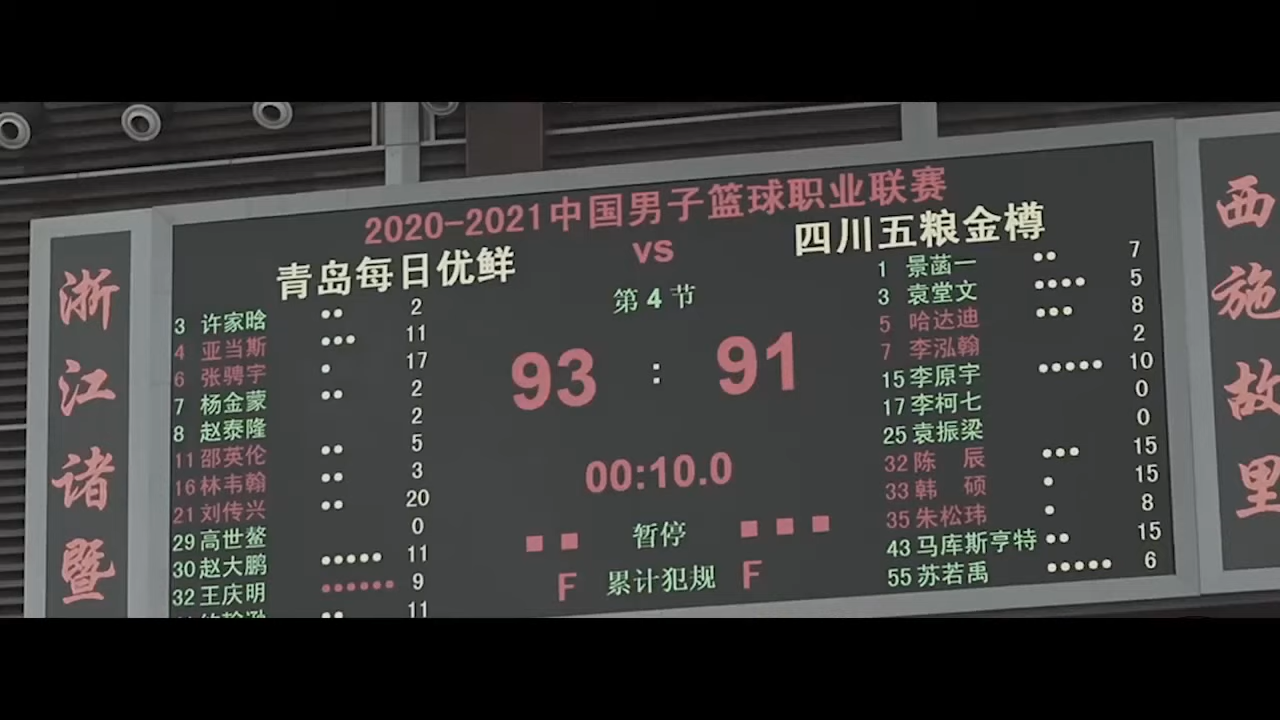 浙江诸暨
西施故里
2020-2021中国男子篮球职业联赛
青岛每日优鲜 VS 四川五粮金樽
第4节
93 : 91
00:10.0
暂停
F 累计犯规 F
3 许家晗 2
4 亚当斯 11
6 张骋宇 17
7 杨金蒙 2
8 赵泰隆 2
11 邵英伦 5
16 林韦翰 3
21 刘传兴 20
29 高世鳌 0
30 赵大鹏 11
32 王庆明 9
11
1 景菡一 7
3 袁堂文 5
5 哈达迪 8
7 李泓翰 2
15 李原宇 10
17 李柯七 0
25 袁振梁 0
32 陈 辰 15
33 韩 硕 15
35 朱松玮 8
43 马库斯亨特 15
55 苏若禹 6